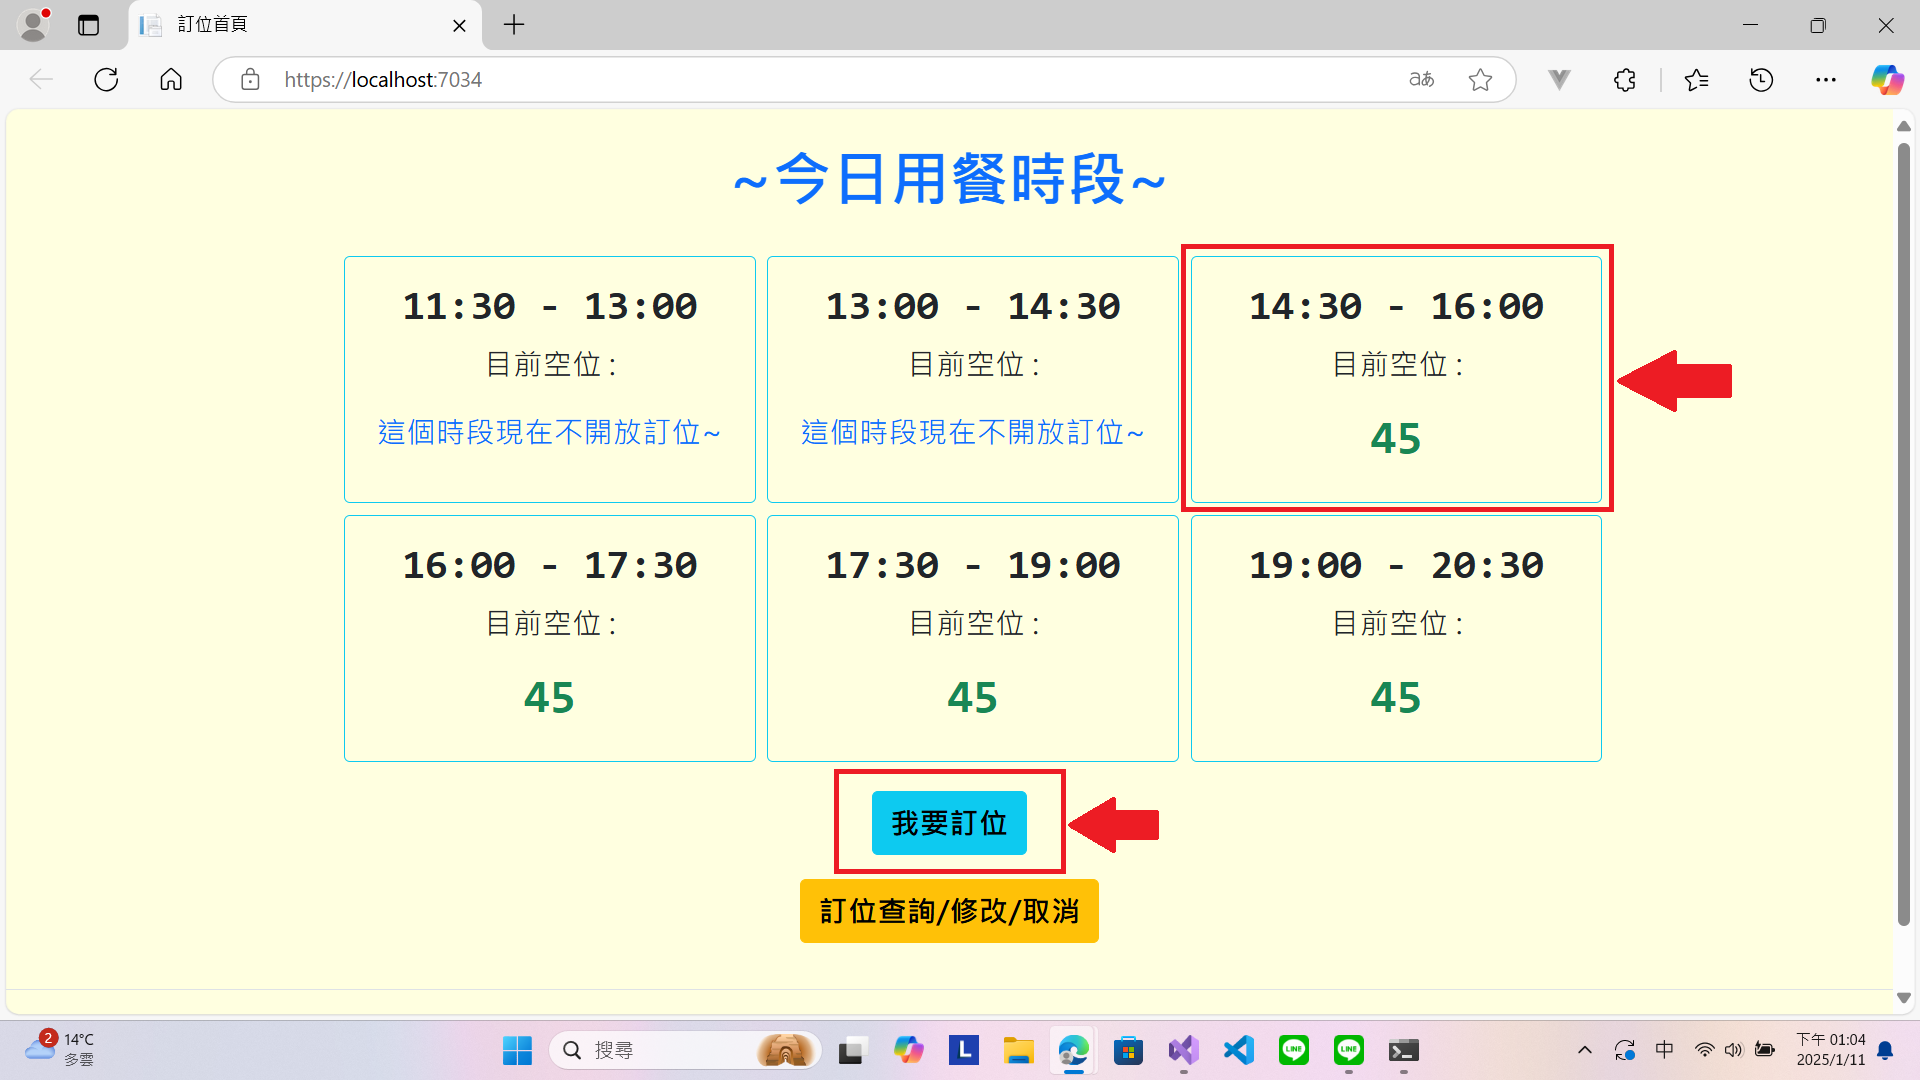 訂位首頁
https://localhost:7034
aあ
~今日用餐時段~
11:30 - 13:00
目前空位 :
這個時段現在不開放訂位~
13:00 - 14:30
目前空位 :
這個時段現在不開放訂位~
14:30 - 16:00
目前空位 :
45
16:00 - 17:30
目前空位 :
45
17:30 - 19:00
目前空位 :
45
19:00 - 20:30
目前空位 :
45
我要訂位
訂位查詢/修改/取消
2
14°C
多雲
搜尋
L
LINE
LINE
中
下午 01:04
2025/1/11